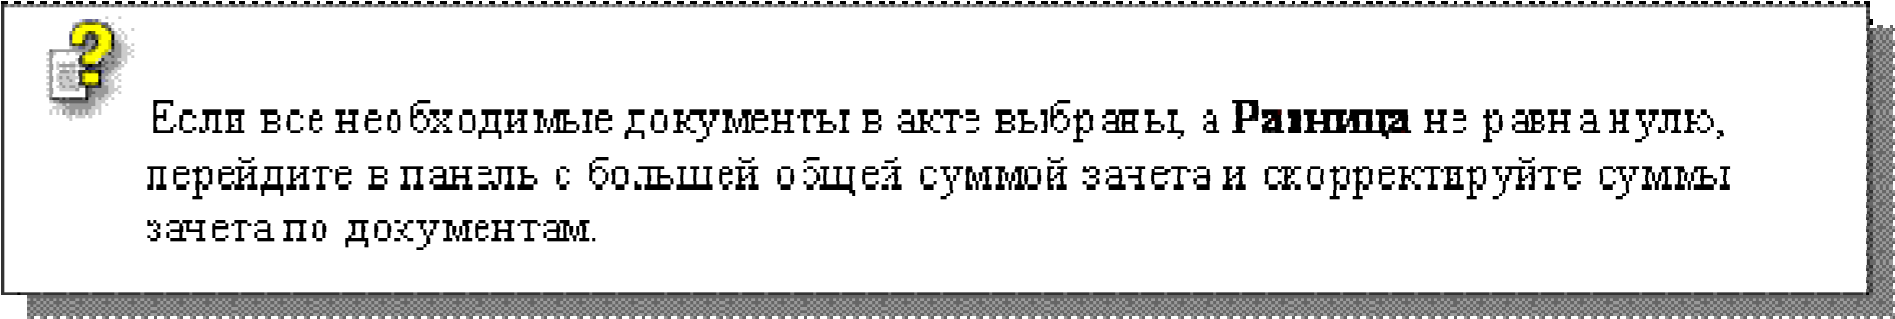 Если все необходимые документы в акте выбраны, а Разница не равна нулю,
перейдите в панель с большей общей суммой зачета и скорректируйте суммы
зачета по документам.